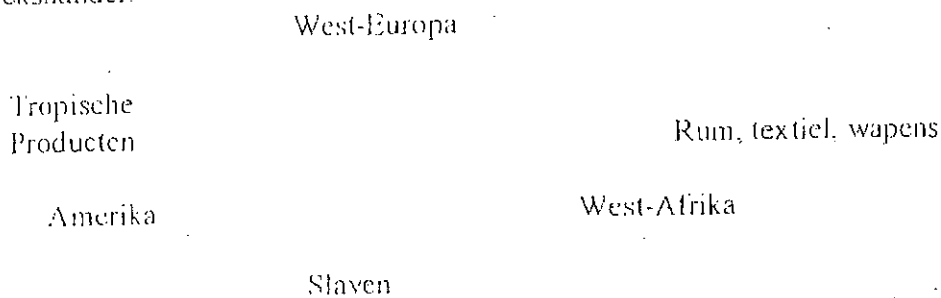 West-Europa
Tropische
Producten
Rum, textiel, wapens
Amerika
West-Afrika
Slaven